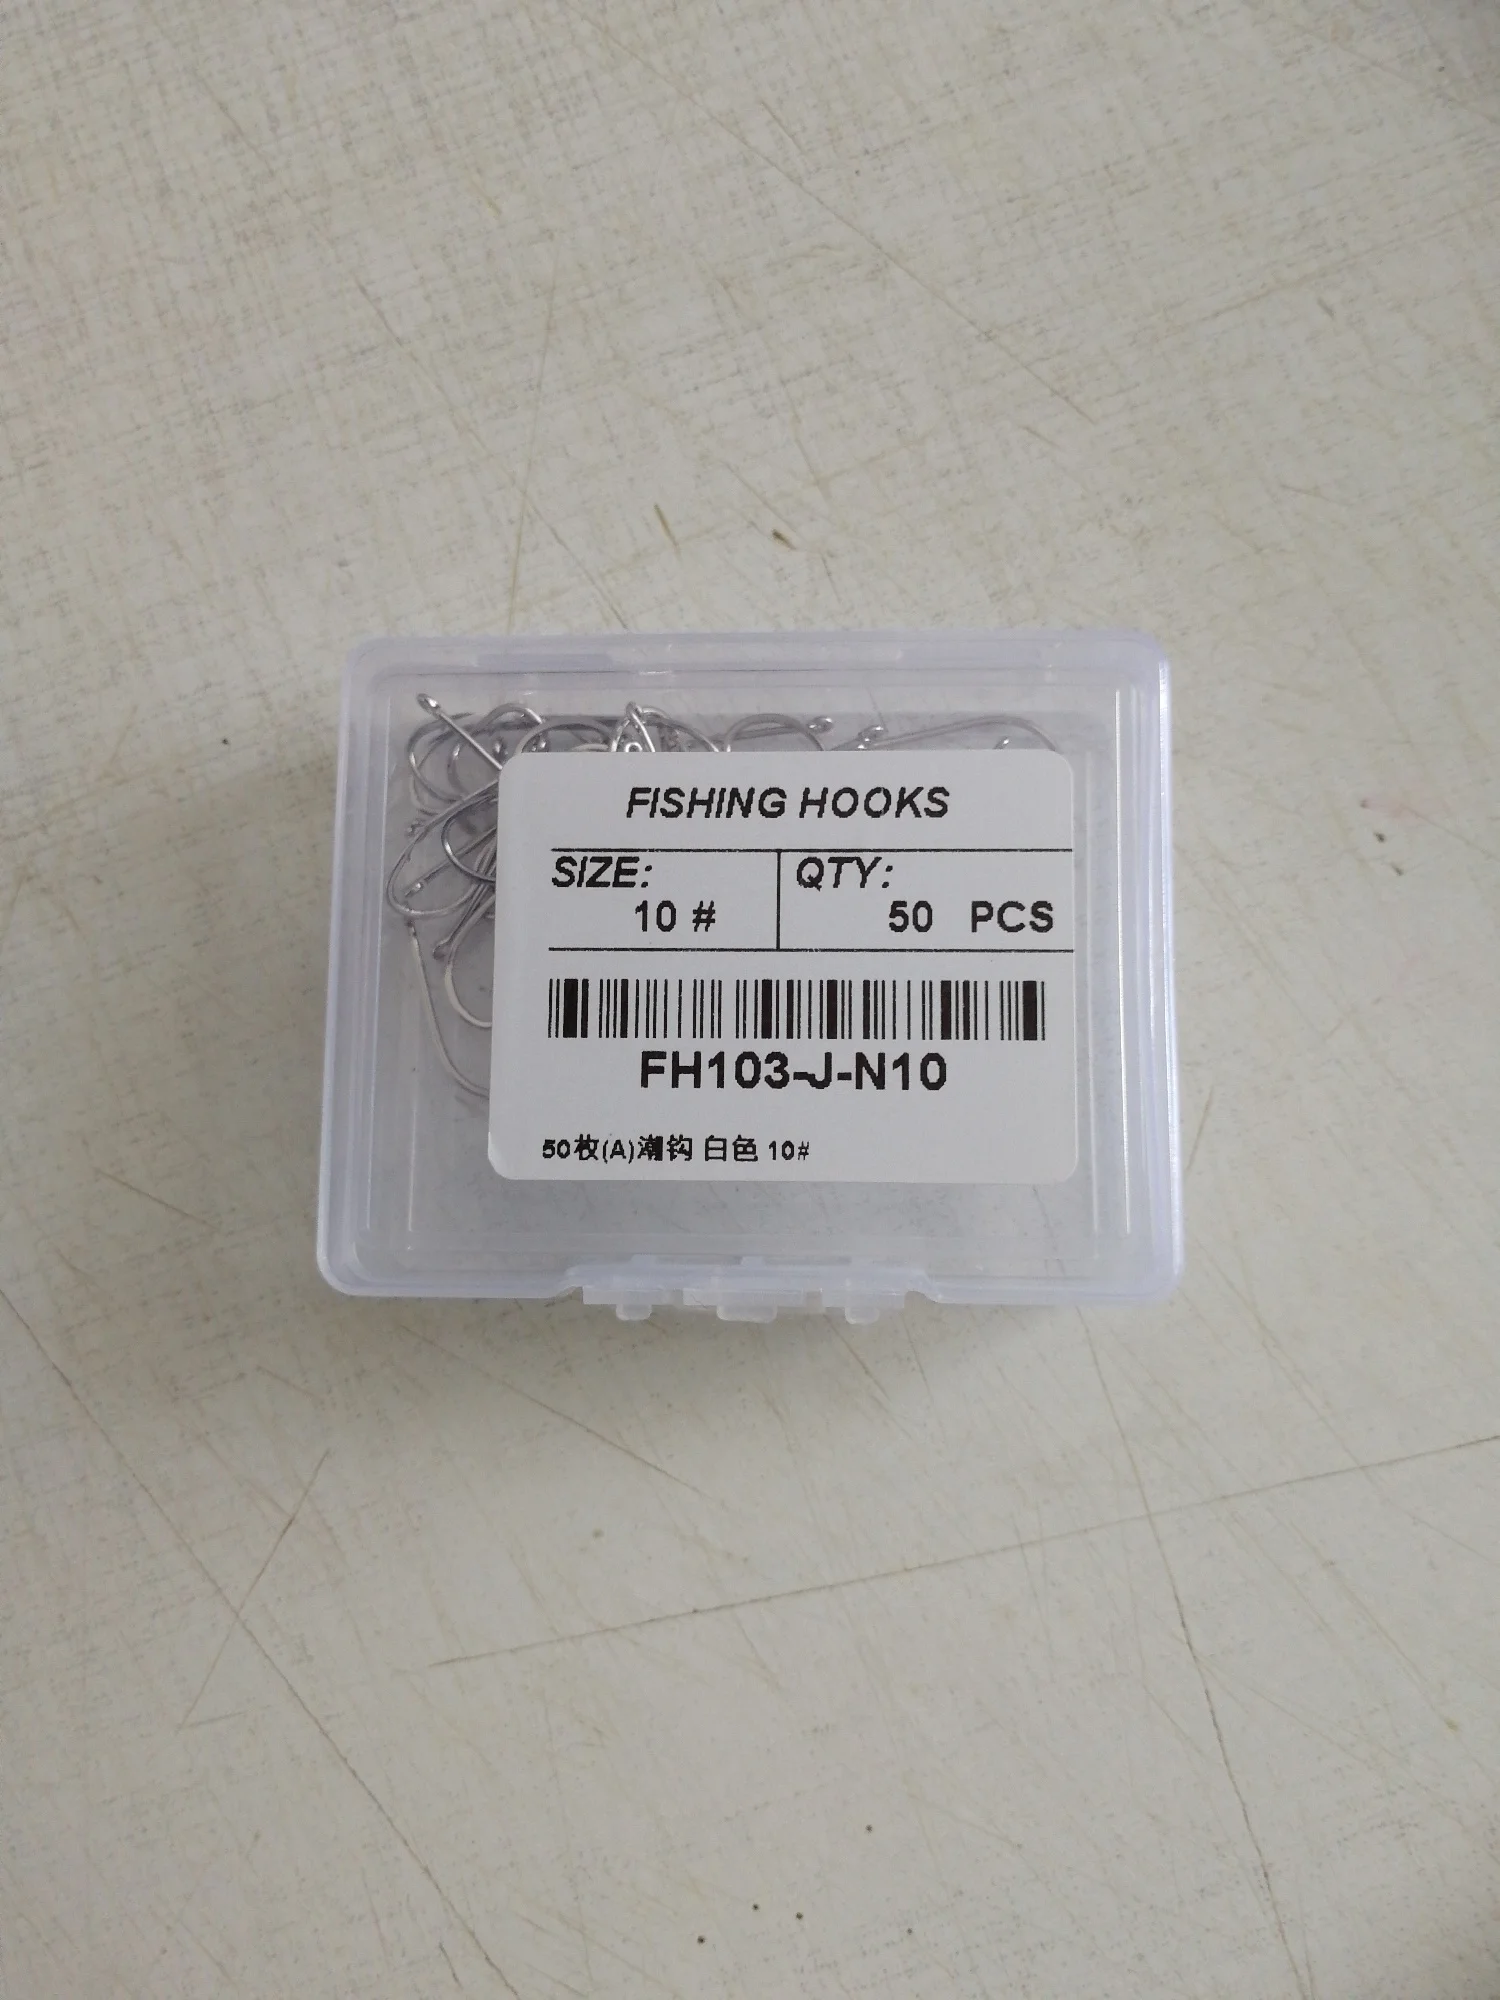 FISHING HOOKS
SIZE: QTY:
10 # 50 PCS
FH103-J-N10
50枚(A)潮钩 白色 10#